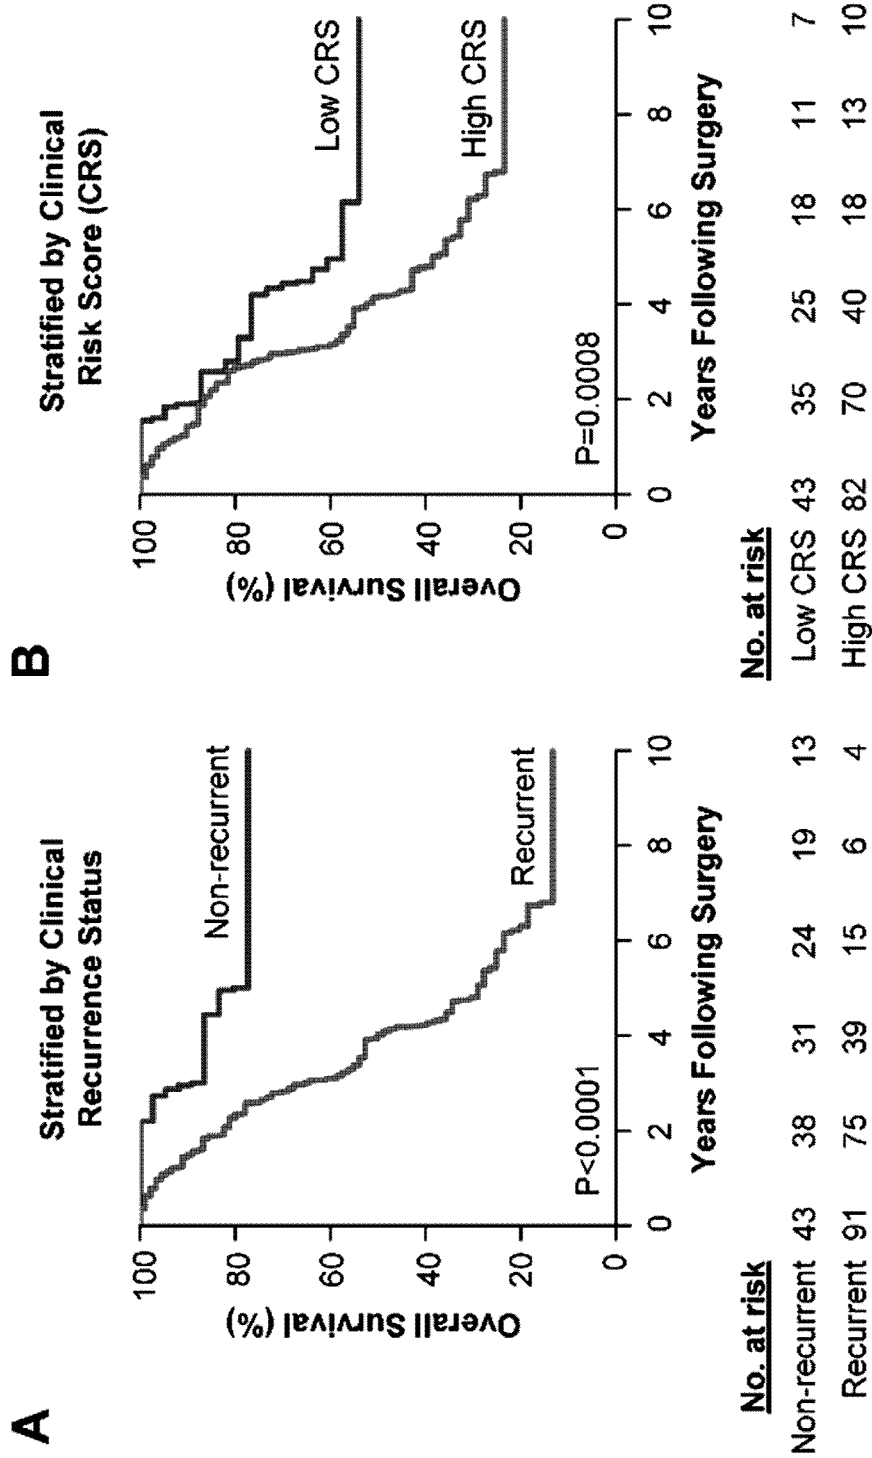 A
Stratified by Clinical
Recurrence Status
Overall Survival (%)
100
80
60
40
20
0
Non-recurrent
Recurrent
P<0.0001
0 2 4 6 8 10
Years Following Surgery
No. at risk
Non-recurrent 43 38 31 24 19 13
Recurrent 91 75 39 15 6 4
B
Stratified by Clinical
Risk Score (CRS)
Overall Survival (%)
100
80
60
40
20
0
Low CRS
High CRS
P=0.0008
0 2 4 6 8 10
Years Following Surgery
No. at risk
Low CRS 43 35 25 18 11 7
High CRS 82 70 40 18 13 10